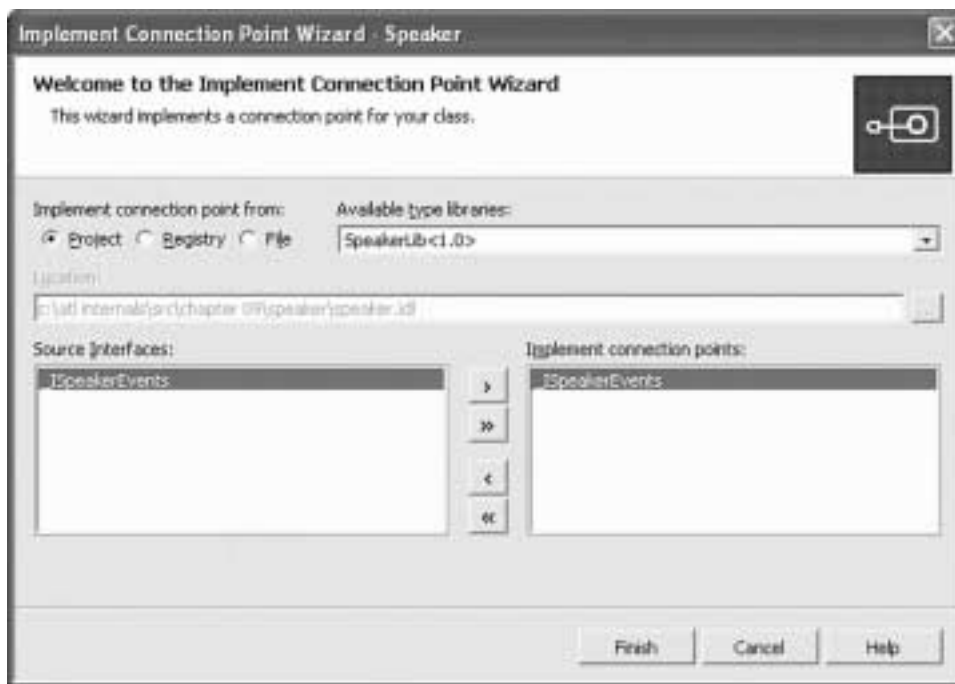 Implement Connection Point Wizard - Speaker
Welcome to the Implement Connection Point Wizard
This wizard implements a connection point for your class.
Implement connection point from:
Project Registry File
Available type libraries:
SpeakerLib<1.0>
Location:
c:\atl internals\src\chapter 09\speaker\speaker.idl
...
Source Interfaces:
_ISpeakerEvents
>
>>
<
<<
Implement connection points:
_ISpeakerEvents
Finish Cancel Help